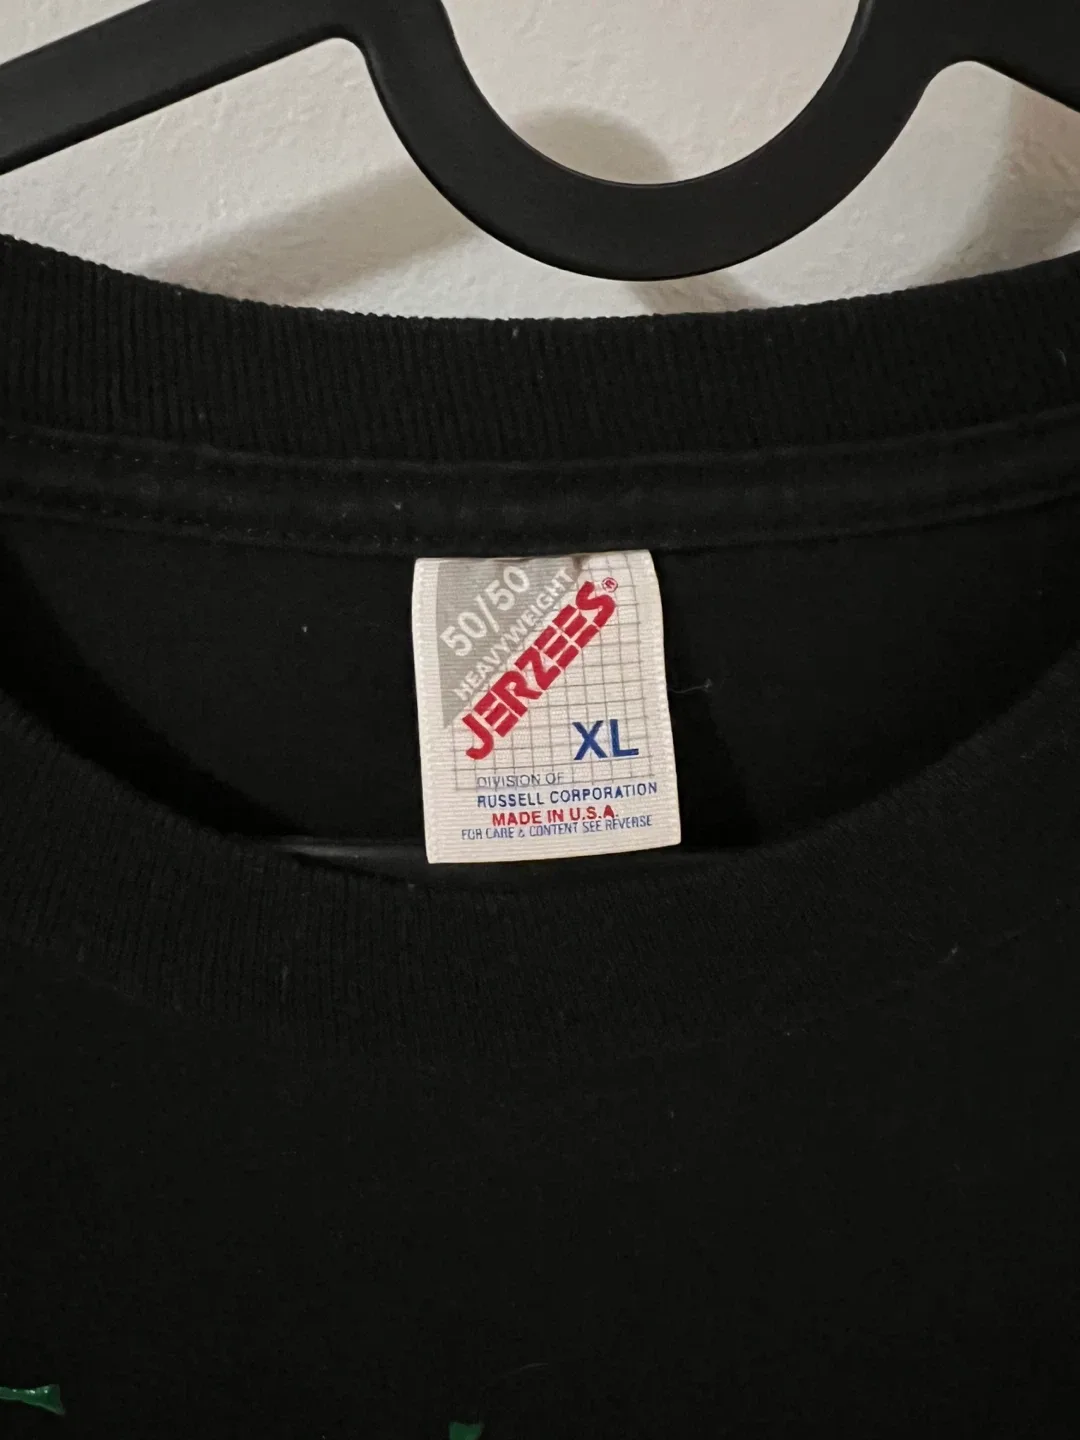 50/50
HEAVYWEIGHT
JERZEES®
XL
DIVISION OF
RUSSELL CORPORATION
MADE IN U.S.A.
FOR CARE & CONTENT SEE REVERSE